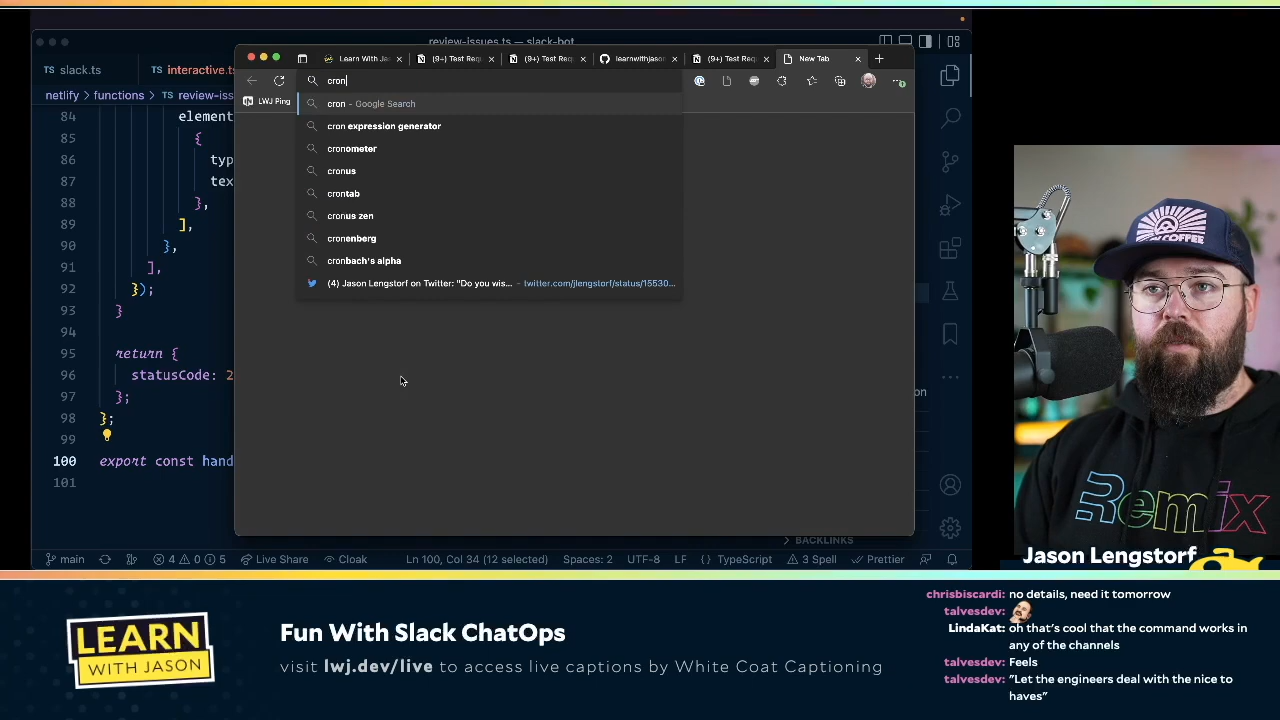 review-issues.ts — slack-bot
slack.ts
interactive.ts
netlify > functions > review-iss
84 element
85 {
86 typ
87 tex
88 },
89 ],
90 },
91 ],
92 });
93 }
94
95 return {
96 statusCode: 2
97 };
98 };
99
100 export const hand
101
Learn With Ja
(9+) Test Req
(9+) Test Req
learnwithjason
(9+) Test Req
New Tab
cron
LWJ Ping
cron – Google Search
cron expression generator
cronometer
cronus
crontab
cronus zen
cronenberg
cronbach's alpha
(4) Jason Lengstorf on Twitter: "Do you wis... – twitter.com/jlengstorf/status/15530...
on
BACKLINKS
main
4 0 5
Live Share
Cloak
Ln 100, Col 34 (12 selected)
Spaces: 2
UTF-8
LF
{ } TypeScript
3 Spell
Prettier
COFFEE
Remix
Jason Lengstorf
LEARN
WITH JASON
Fun With Slack ChatOps
visit lwj.dev/live to access live captions by White Coat Captioning
chrisbiscardi: no details, need it tomorrow
talvesdev:
LindaKat: oh that's cool that the command works in
any of the channels
talvesdev: Feels
talvesdev: "Let the engineers deal with the nice to
haves"